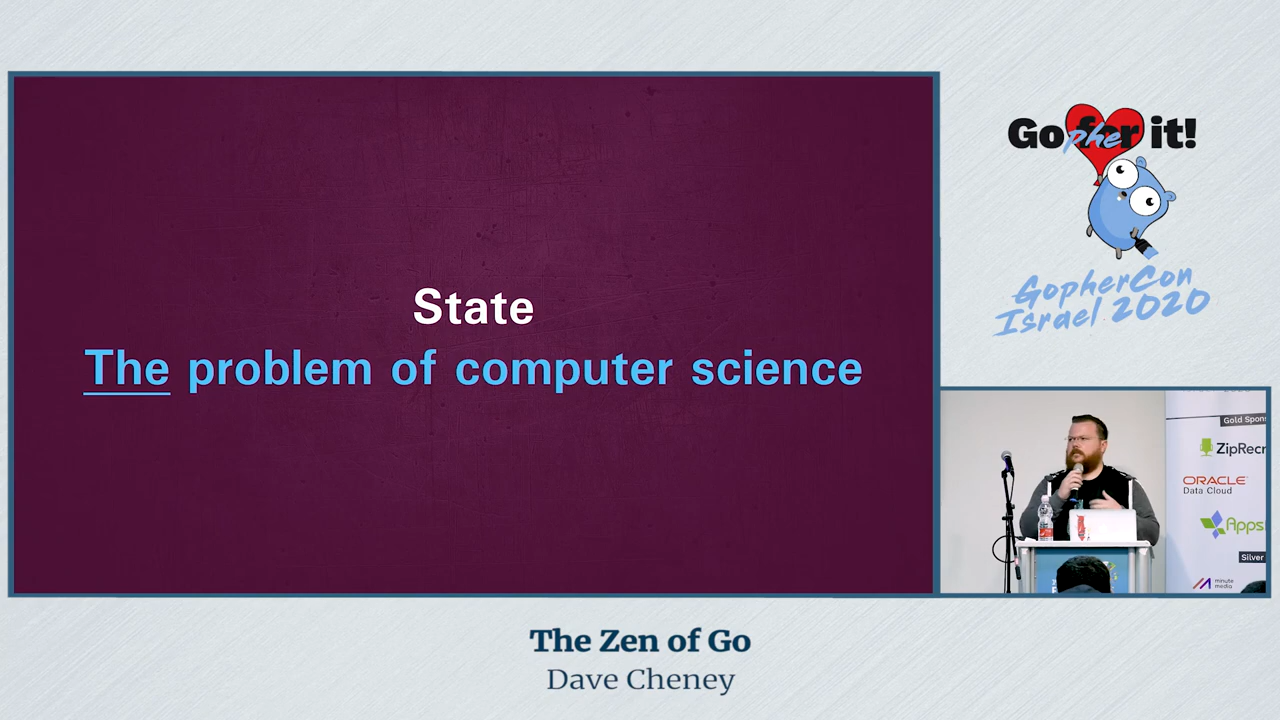 State
The problem of computer science
Gopher it!
GopherCon
Israel 2020
Gold Spons
ZipRecr
ORACLE
Data Cloud
Apps
Silver
minute
media
The Zen of Go
Dave Cheney